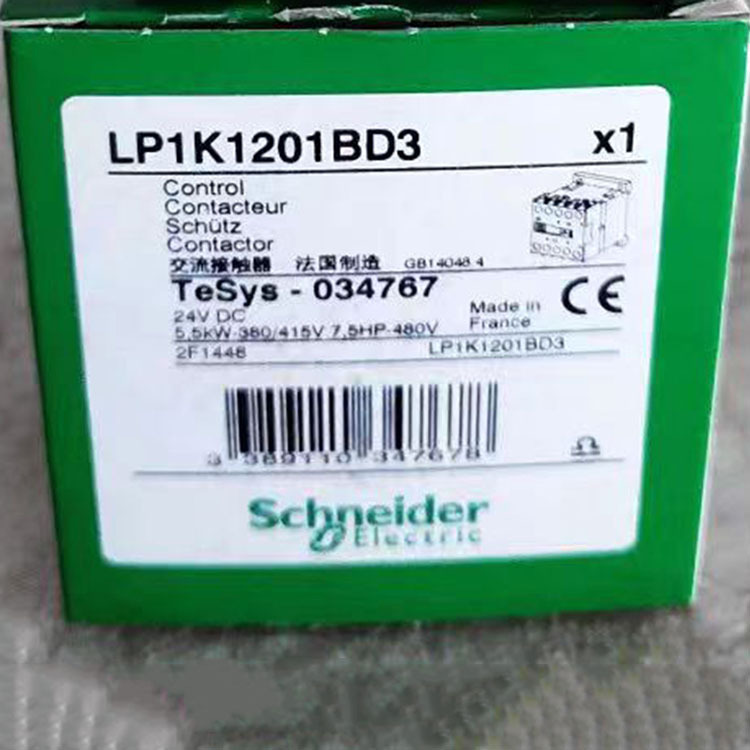 LP1K1201BD3 x1
Control
Contacteur
Schütz
Contactor
交流接触器 法国制造 GB14048.4
TeSys - 034767
24V DC
Made in
France
CE
5,5kW-380/415V 7,5HP-480V
2F1448 LP1K1201BD3
3 389110 347678
Schneider
Electric